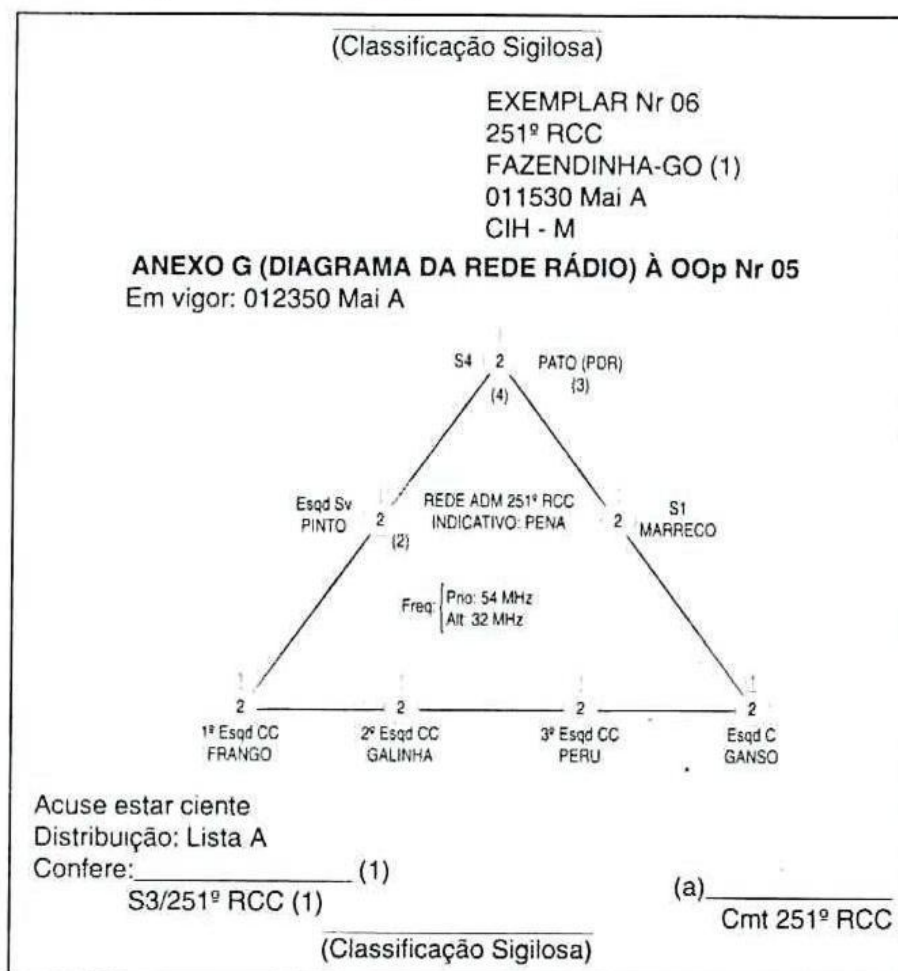 (Classificação Sigilosa)
EXEMPLAR Nr 06
251º RCC
FAZENDINHA-GO (1)
011530 Mai A
CIH - M
ANEXO G (DIAGRAMA DA REDE RÁDIO) À OOp Nr 05
Em vigor: 012350 Mai A
S4 2 PATO (PDR)
(4) (3)
Esqd Sv
PINTO
2
(2)
REDE ADM 251º RCC
INDICATIVO: PENA
2
S1
MARRECO
Freq:
Prio: 54 MHz
Alt: 32 MHz
2 2 2 2
1º Esqd CC 2º Esqd CC 3º Esqd CC Esqd C
FRANGO GALINHA PERU GANSO
Acuse estar ciente
Distribuição: Lista A
Confere:_______________ (1)
S3/251º RCC (1)
(a)_______________
Cmt 251º RCC
(Classificação Sigilosa)